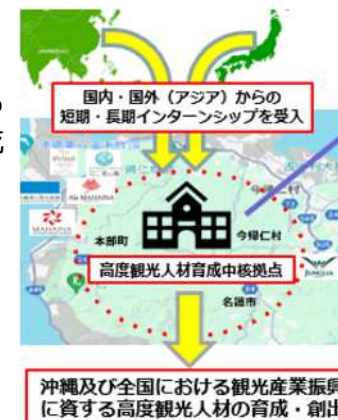 国内・国外（アジア）からの
短期・長期インターンシップを受入
今帰仁村
本部町
今帰仁村
高度観光人材育成中核拠点
名護市
沖縄及び全国における観光産業振興
に資する高度観光人材の育成・創出